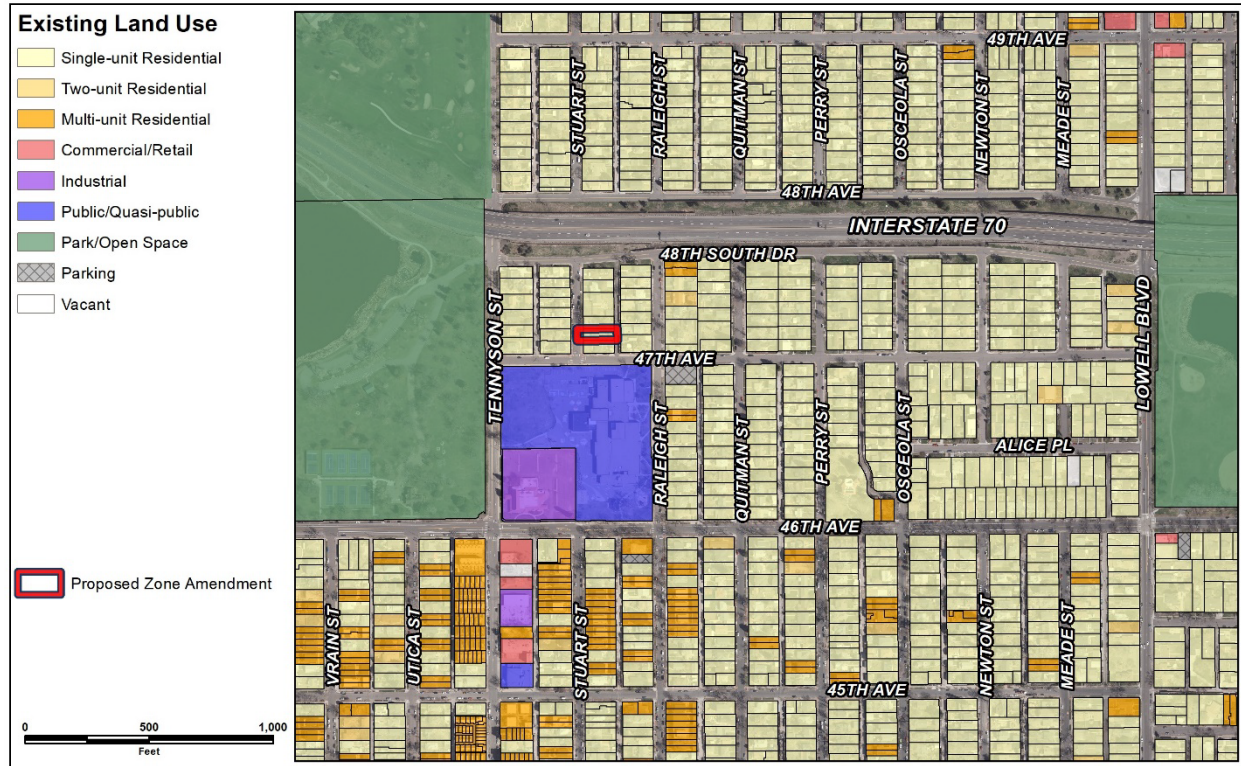 Existing Land Use
Single-unit Residential
Two-unit Residential
Multi-unit Residential
Commercial/Retail
Industrial
Public/Quasi-public
Park/Open Space
Parking
Vacant
Proposed Zone Amendment
0 500 1,000
Feet
49TH AVE
STUART ST
RALEIGH ST
QUITMAN ST
PERRY ST
OSCEOLA ST
NEWTON ST
MEADE ST
48TH AVE
INTERSTATE 70
48TH SOUTH DR
TENNYSON ST
LOWELL BLVD
47TH AVE
RALEIGH ST
QUITMAN ST
PERRY ST
OSCEOLA ST
ALICE PL
46TH AVE
VRAIN ST
UTICA ST
STUART ST
NEWTON ST
MEADE ST
45TH AVE